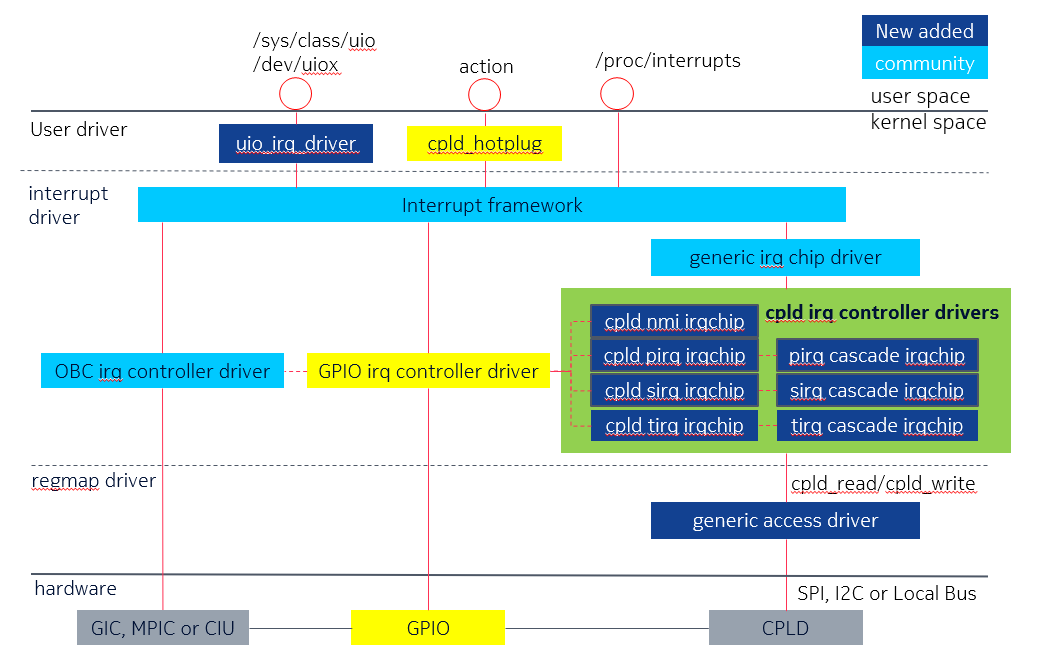 /sys/class/uio
/dev/uiox
action
/proc/interrupts
New added
community
user space
kernel space
User driver
uio_irq_driver
cpld_hotplug
interrupt
driver
Interrupt framework
generic irq chip driver
cpld irq controller drivers
cpld nmi irqchip
cpld pirq irqchip
pirq cascade irqchip
OBC irq controller driver
GPIO irq controller driver
cpld sirq irqchip
sirq cascade irqchip
cpld tirq irqchip
tirq cascade irqchip
regmap driver
cpld_read/cpld_write
generic access driver
hardware
SPI, I2C or Local Bus
GIC, MPIC or CIU
GPIO
CPLD